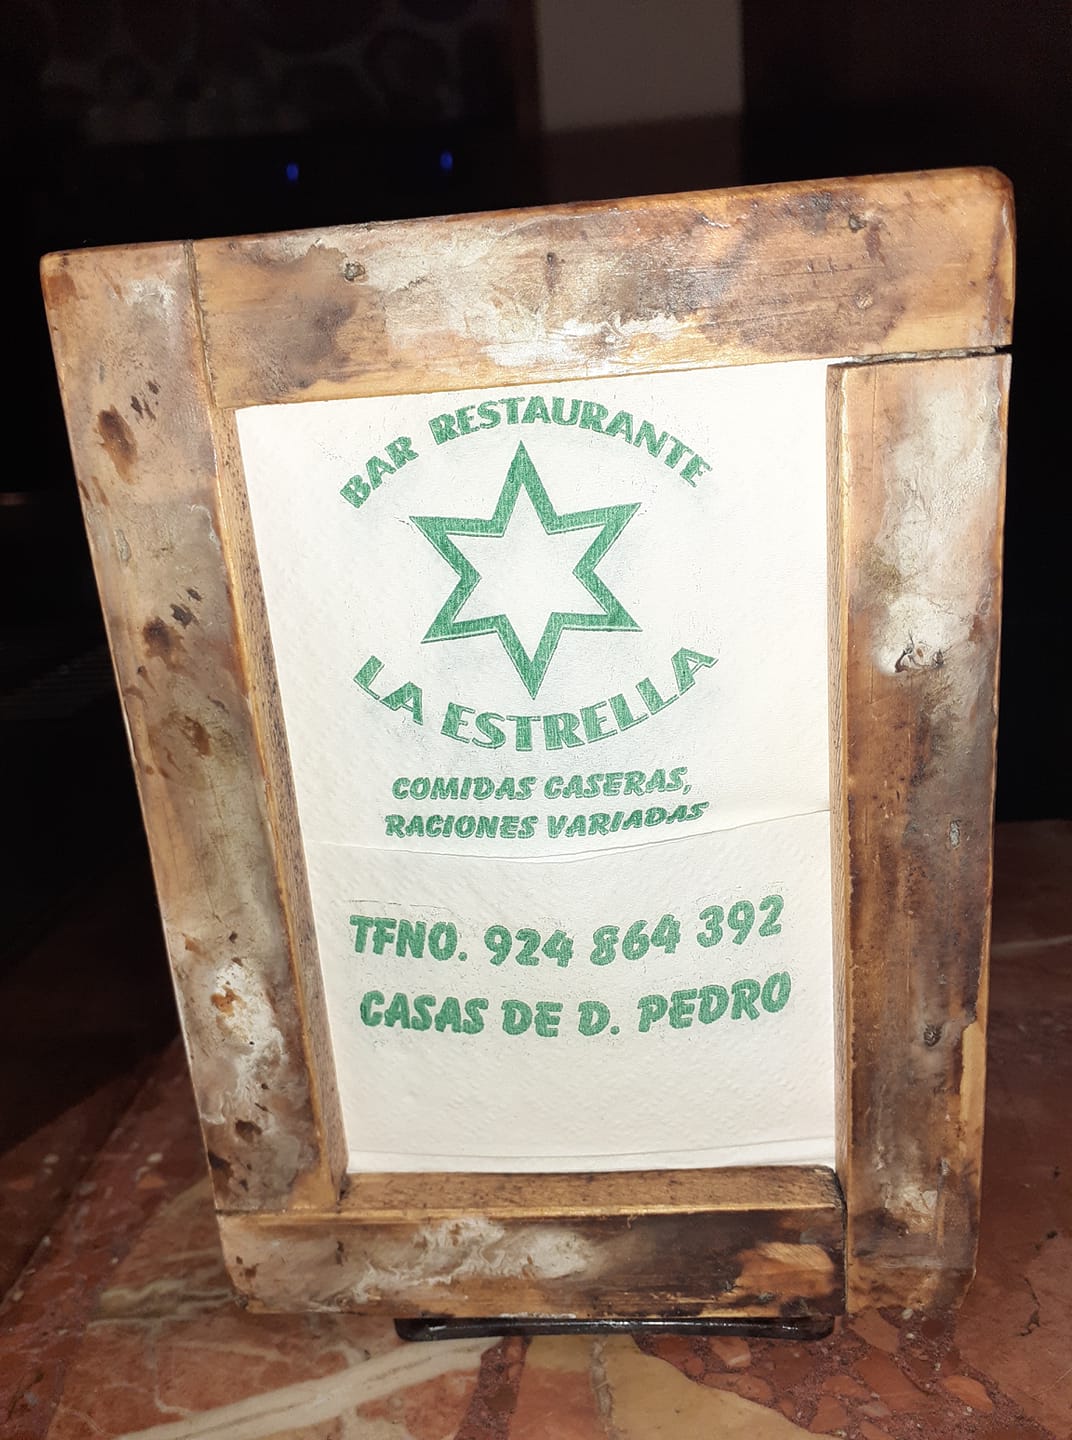 BAR RESTAURANTE
LA ESTRELLA
COMIDAS CASERAS,
RACIONES VARIADAS
TFNO. 924 864 392
CASAS DE D. PEDRO